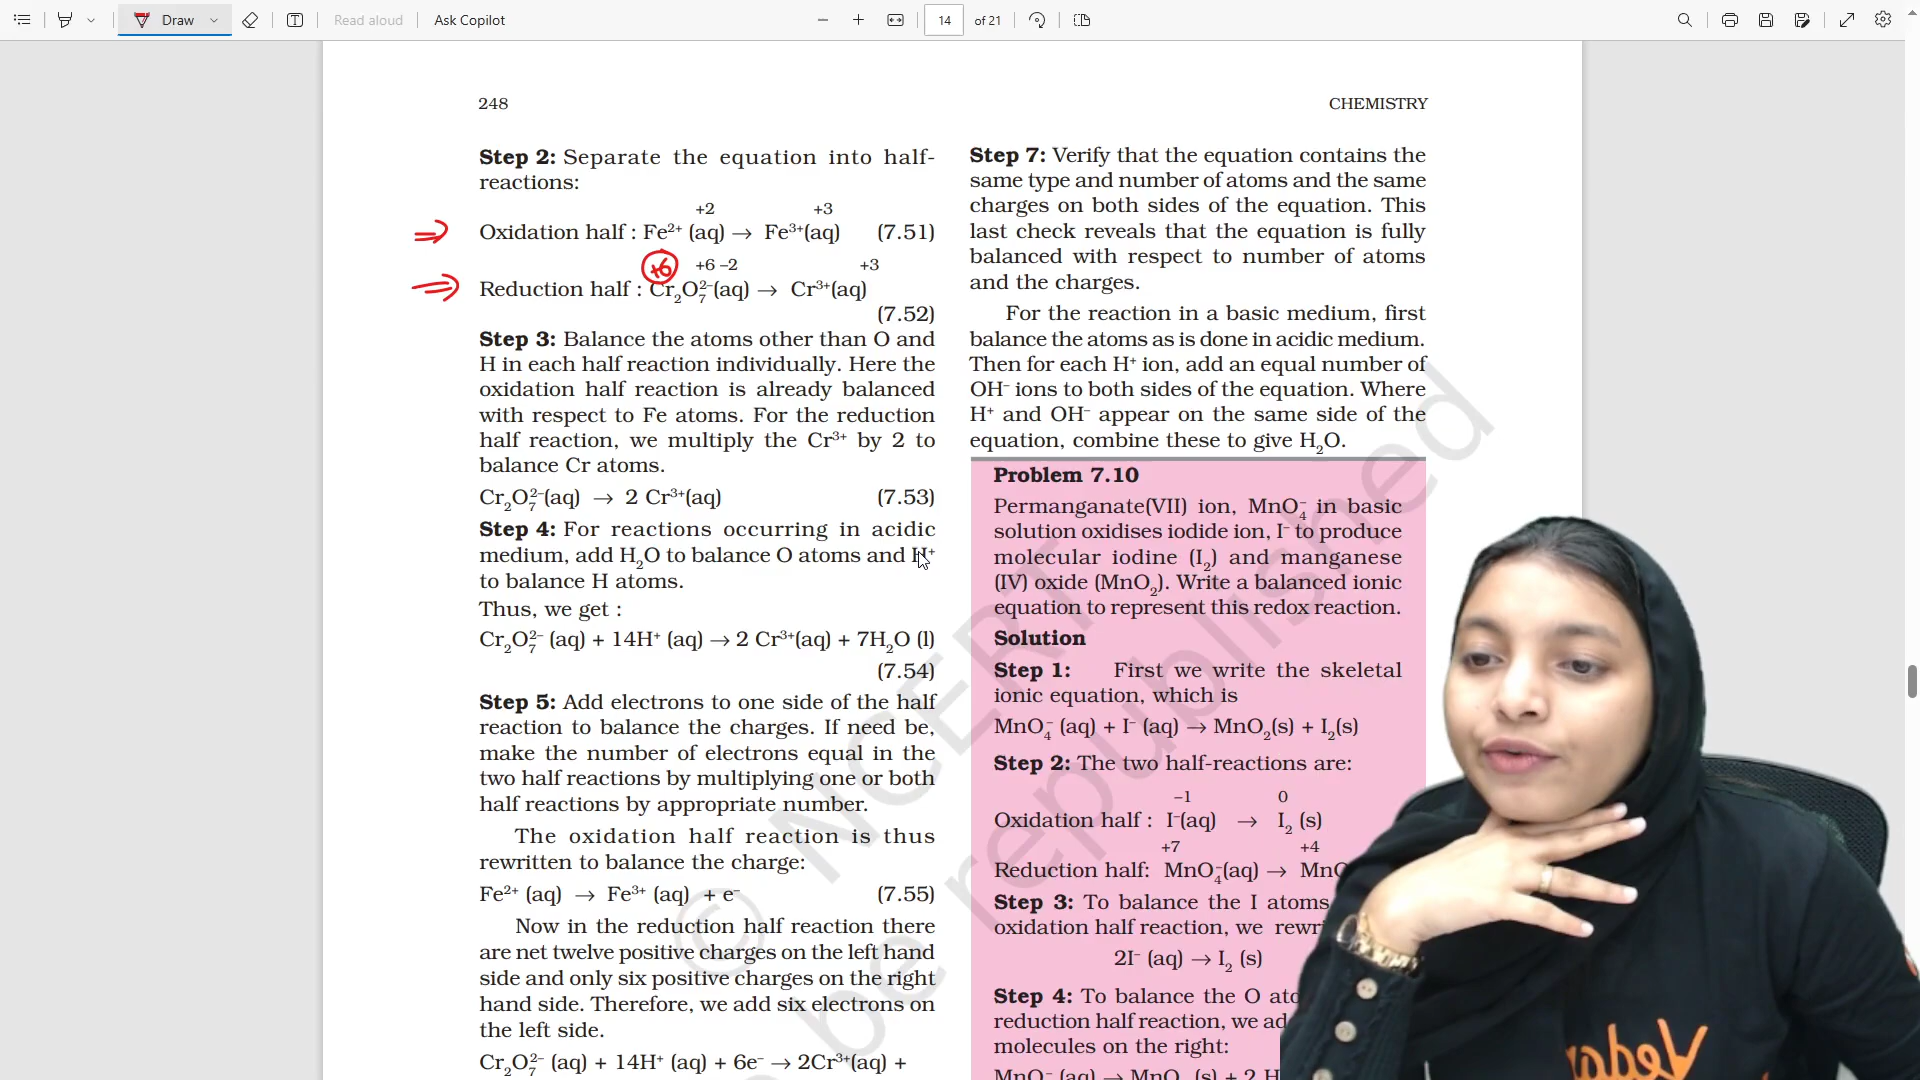 Draw
Read aloud
Ask Copilot
14 of 21
248
CHEMISTRY
Step 2: Separate the equation into half-
reactions:
+2 +3
Oxidation half : Fe²⁺ (aq) → Fe³⁺(aq) (7.51)
+6 +6 –2 +3
Reduction half : Cr₂O₇²⁻(aq) → Cr³⁺(aq)
(7.52)
Step 3: Balance the atoms other than O and
H in each half reaction individually. Here the
oxidation half reaction is already balanced
with respect to Fe atoms. For the reduction
half reaction, we multiply the Cr³⁺ by 2 to
balance Cr atoms.
Cr₂O₇²⁻(aq) → 2 Cr³⁺(aq) (7.53)
Step 4: For reactions occurring in acidic
medium, add H₂O to balance O atoms and H⁺
to balance H atoms.
Thus, we get :
Cr₂O₇²⁻ (aq) + 14H⁺ (aq) → 2 Cr³⁺(aq) + 7H₂O (l)
(7.54)
Step 5: Add electrons to one side of the half
reaction to balance the charges. If need be,
make the number of electrons equal in the
two half reactions by multiplying one or both
half reactions by appropriate number.
The oxidation half reaction is thus
rewritten to balance the charge:
Fe²⁺ (aq) → Fe³⁺ (aq) + e⁻ (7.55)
Now in the reduction half reaction there
are net twelve positive charges on the left hand
side and only six positive charges on the right
hand side. Therefore, we add six electrons on
the left side.
Cr₂O₇²⁻ (aq) + 14H⁺ (aq) + 6e⁻ → 2Cr³⁺(aq) +
Step 7: Verify that the equation contains the
same type and number of atoms and the same
charges on both sides of the equation. This
last check reveals that the equation is fully
balanced with respect to number of atoms
and the charges.
For the reaction in a basic medium, first
balance the atoms as is done in acidic medium.
Then for each H⁺ ion, add an equal number of
OH⁻ ions to both sides of the equation. Where
H⁺ and OH⁻ appear on the same side of the
equation, combine these to give H₂O.
Problem 7.10
Permanganate(VII) ion, MnO₄⁻ in basic
solution oxidises iodide ion, I⁻ to produce
molecular iodine (I₂) and manganese
(IV) oxide (MnO₂). Write a balanced ionic
equation to represent this redox reaction.
Solution
Step 1: First we write the skeletal
ionic equation, which is
MnO₄⁻ (aq) + I⁻ (aq) → MnO₂(s) + I₂(s)
Step 2: The two half-reactions are:
–1 0
Oxidation half : I⁻(aq) → I₂ (s)
+7 +4
Reduction half: MnO₄⁻(aq) →
Step 3: To balance the I atoms
oxidation half reaction, we
2I⁻ (aq) → I₂ (s)
Step 4: To balance the O
reduction half reaction, we
molecules on the right:
MnO₄⁻ (aq) → MnO₂ (s) + 2
© NCERT
be republished